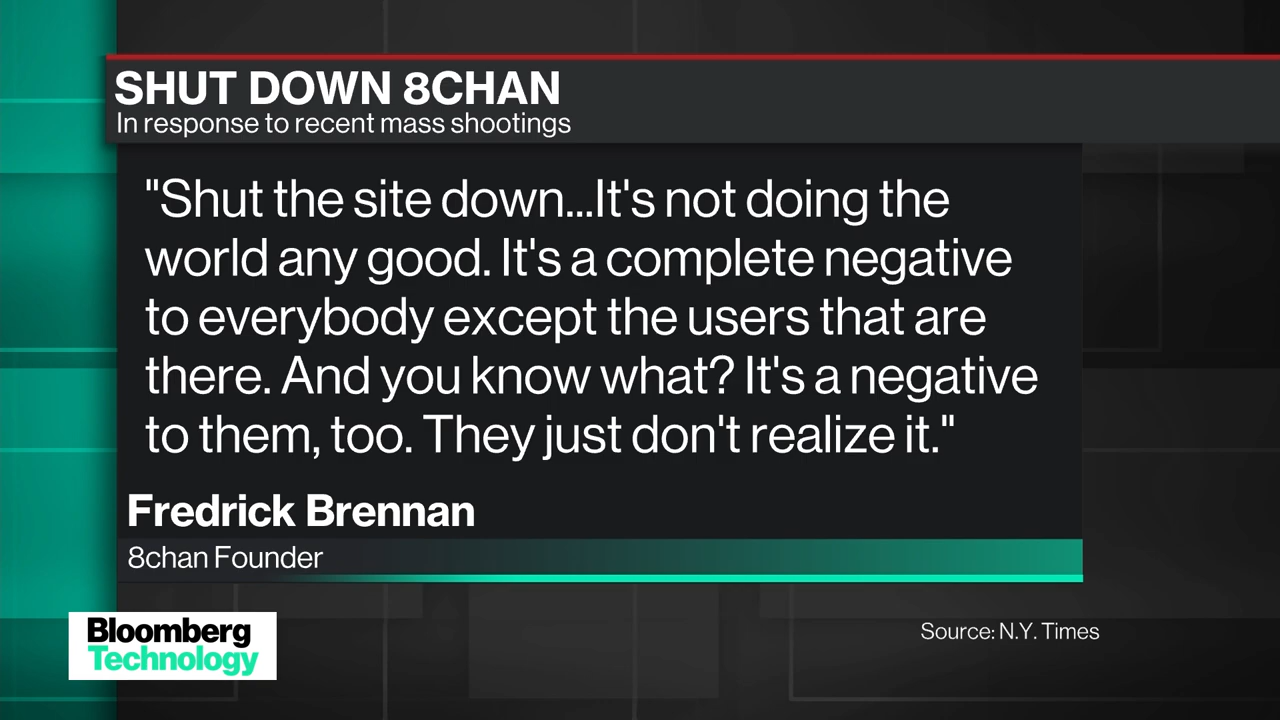 SHUT DOWN 8CHAN
In response to recent mass shootings
"Shut the site down...It's not doing the
world any good. It's a complete negative
to everybody except the users that are
there. And you know what? It's a negative
to them, too. They just don't realize it."
Fredrick Brennan
8chan Founder
Bloomberg
Technology
Source: N.Y. Times